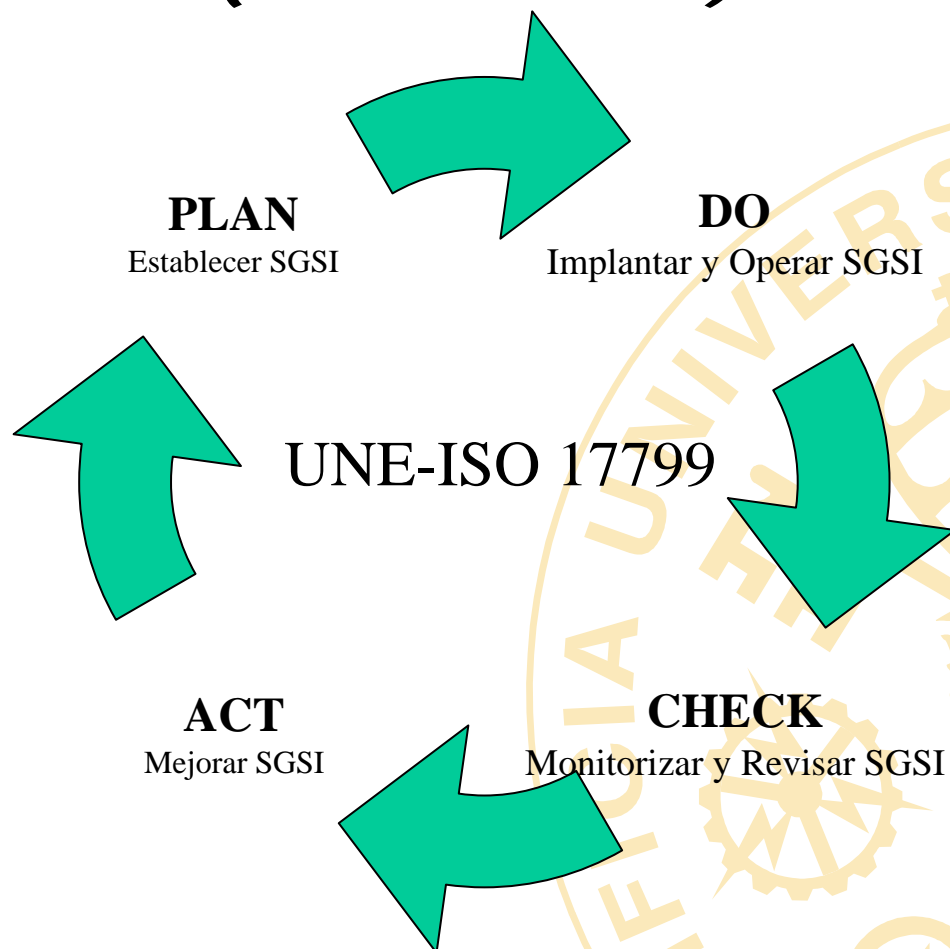 PLAN
Establecer SGSI
DO
Implantar y Operar SGSI
UNE-ISO 17799
ACT
Mejorar SGSI
CHECK
Monitorizar y Revisar SGSI